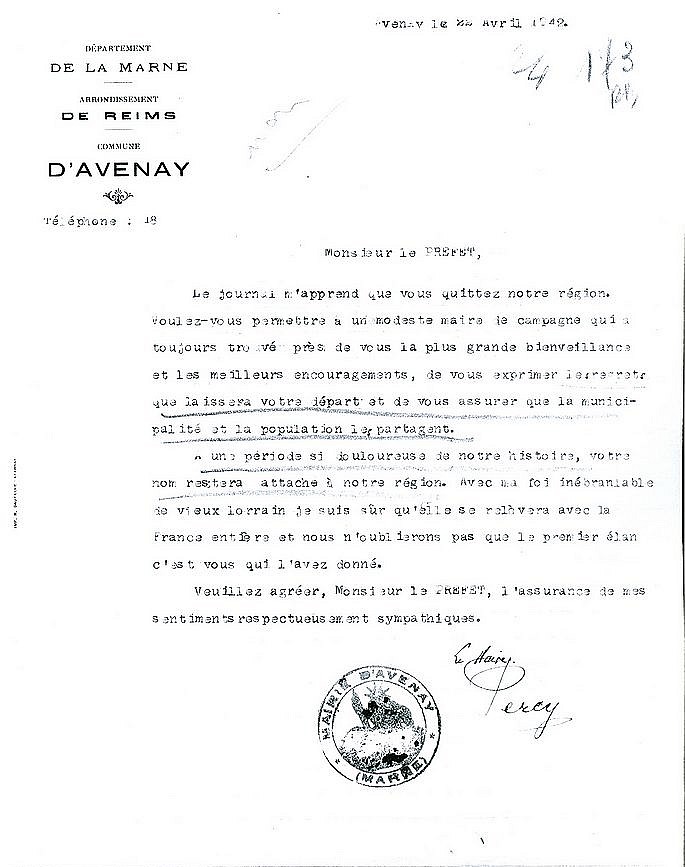 Avenay le 22 Avril 1942.
DÉPARTEMENT
DE LA MARNE
ARRONDISSEMENT
DE REIMS
COMMUNE
D'AVENAY
Téléphone : 18
Monsieur le PREFET,
Le journal m'apprend que vous quittez notre région.
Voulez-vous permettre à un modeste maire de campagne qui a
toujours trouvé près de vous la plus grande bienveillance
et les meilleurs encouragements, de vous exprimer les regrets
que laissera votre départ et de vous assurer que la munici-
palité et la population les partagent.
A une période si douloureuse de notre histoire, votre
nom restera attaché à notre région. Avec ma foi inébranlable
de vieux lorrain je suis sûr qu'elle se relèvera avec la
France entière et nous n'oublierons pas que le premier élan
c'est vous qui l'avez donné.
Veuillez agréer, Monsieur le PREFET, l'assurance de mes
sentiments respectueusement sympathiques.
Le Maire.
Percy
MAIRIE D'AVENAY
* (MARNE) *